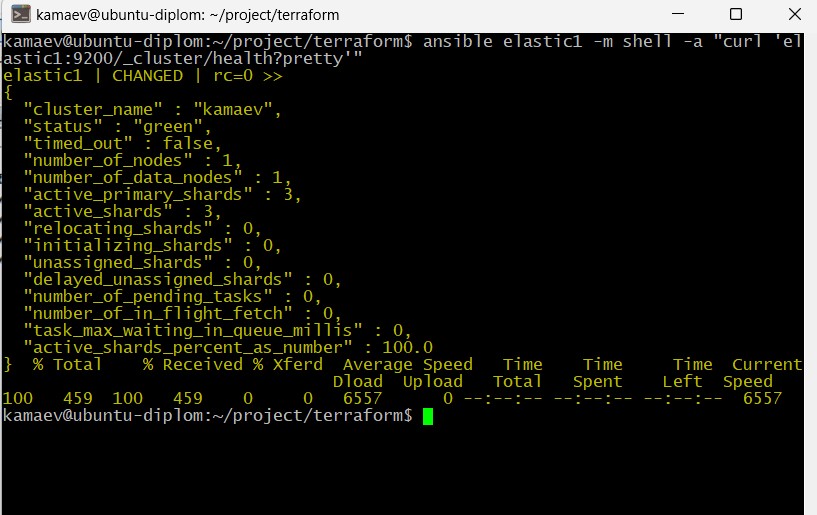 kamaev@ubuntu-diplom: ~/project/terraform
kamaev@ubuntu-diplom:~/project/terraform$ ansible elastic1 -m shell -a "curl 'el
astic1:9200/_cluster/health?pretty'"
elastic1 | CHANGED | rc=0 >>
{
  "cluster_name" : "kamaev",
  "status" : "green",
  "timed_out" : false,
  "number_of_nodes" : 1,
  "number_of_data_nodes" : 1,
  "active_primary_shards" : 3,
  "active_shards" : 3,
  "relocating_shards" : 0,
  "initializing_shards" : 0,
  "unassigned_shards" : 0,
  "delayed_unassigned_shards" : 0,
  "number_of_pending_tasks" : 0,
  "number_of_in_flight_fetch" : 0,
  "task_max_waiting_in_queue_millis" : 0,
  "active_shards_percent_as_number" : 100.0
}  % Total    % Received % Xferd  Average Speed   Time    Time     Time  Current
                                 Dload  Upload   Total   Spent    Left  Speed
100   459  100   459    0     0   6557      0 --:--:-- --:--:-- --:--:--  6557
kamaev@ubuntu-diplom:~/project/terraform$